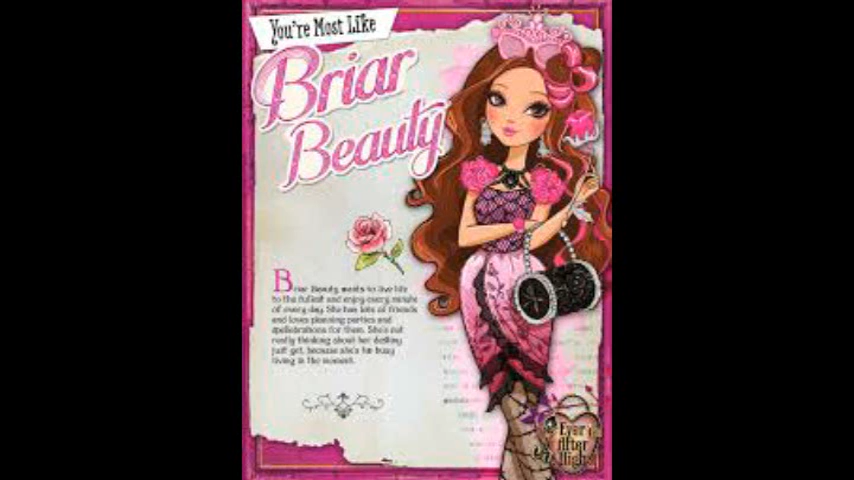 You're Most Like
Briar
Beauty
Briar Beauty wants to live life
to the fullest and enjoy every minute
of every day. She has lots of friends
and loves planning parties and
spellebrations for them. She's not
really thinking about her destiny
just yet, because she's too busy
living in the moment.
Ever
After
High